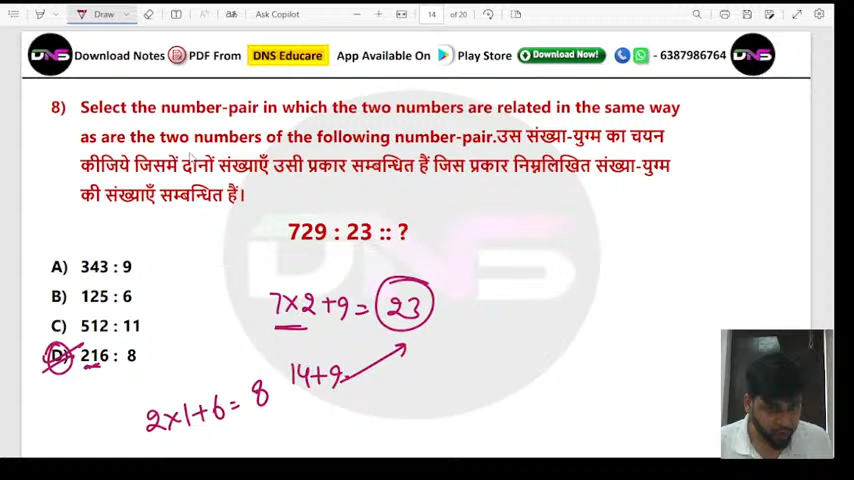 Draw
Ask Copilot
14 of 20
DNS Download Notes PDF From DNS Educare App Available On Play Store Download Now! - 6387986764 DNS
8) Select the number-pair in which the two numbers are related in the same way
as are the two numbers of the following number-pair.उस संख्या-युग्म का चयन
कीजिये जिसमें दोनों संख्याएँ उसी प्रकार सम्बन्धित हैं जिस प्रकार निम्नलिखित संख्या-युग्म
की संख्याएँ सम्बन्धित हैं।
729 : 23 :: ?
A) 343 : 9
B) 125 : 6
C) 512 : 11
D) 216 : 8
7×2+9= 23
14+9
2×1+6= 8